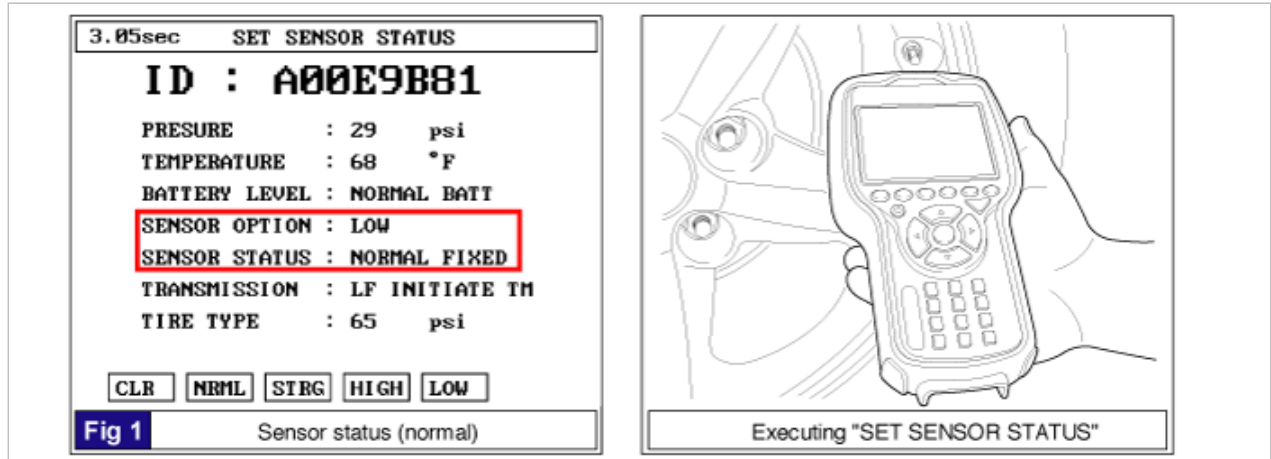 3.05sec SET SENSOR STATUS
ID : A00E9B81
PRESURE : 29 psi
TEMPERATURE : 68 °F
BATTERY LEVEL : NORMAL BATT
SENSOR OPTION : LOW
SENSOR STATUS : NORMAL FIXED
TRANSMISSION : LF INITIATE TM
TIRE TYPE : 65 psi
CLR NRML STRG HIGH LOW
Fig 1 Sensor status (normal)
Executing "SET SENSOR STATUS"